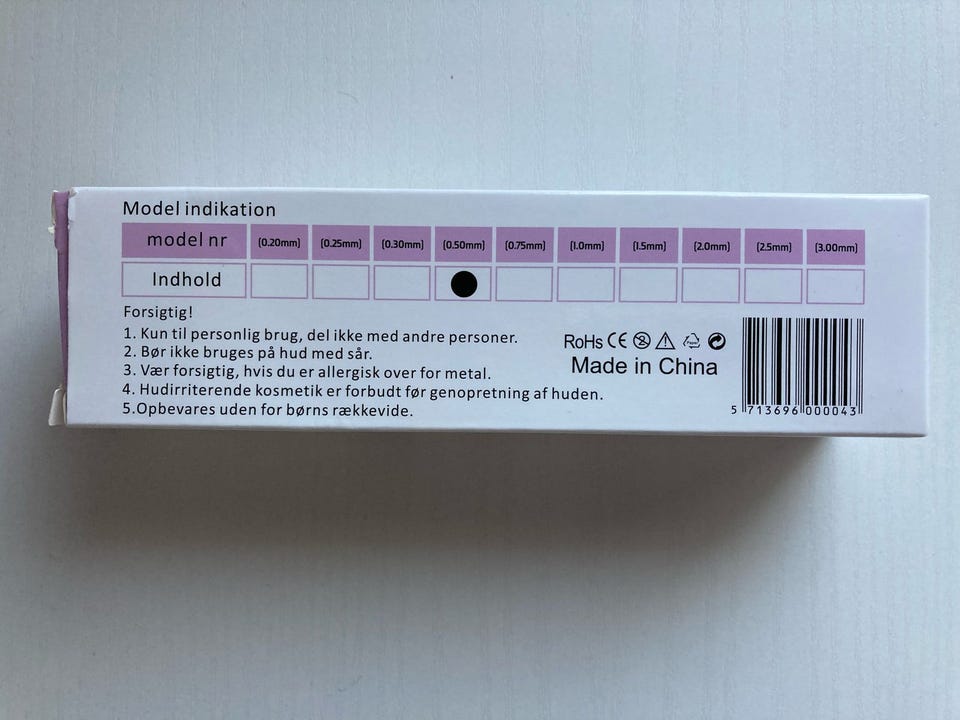 Model indikation
model nr (0.20mm) (0.25mm) (0.30mm) (0.50mm) (0.75mm) (1.0mm) (1.5mm) (2.0mm) (2.5mm) (3.00mm)
Indhold
Forsigtig!
1. Kun til personlig brug, del ikke med andre personer.
2. Bør ikke bruges på hud med sår.
3. Vær forsigtig, hvis du er allergisk over for metal.
4. Hudirriterende kosmetik er forbudt før genopretning af huden.
5.Opbevares uden for børns rækkevide.
RoHs CE
Made in China
5 713696 000043